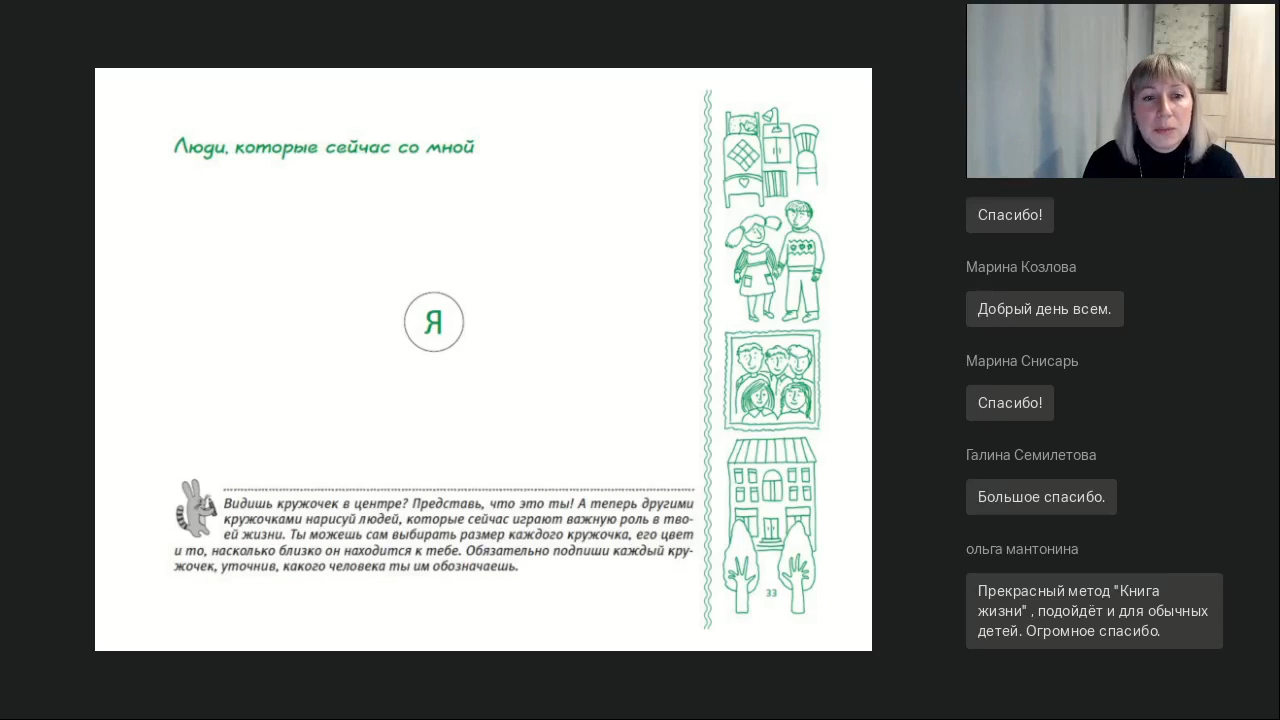 Люди, которые сейчас со мной
Я
Видишь кружочек в центре? Представь, что это ты! А теперь другими
кружочками нарисуй людей, которые сейчас играют важную роль в тво-
ей жизни. Ты можешь сам выбирать размер каждого кружочка, его цвет
и то, насколько близко он находится к тебе. Обязательно подпиши каждый кру-
жочек, уточнив, какого человека ты им обозначаешь.
33
Спасибо!
Марина Козлова
Добрый день всем.
Марина Снисарь
Спасибо!
Галина Семилетова
Большое спасибо.
ольга мантонина
Прекрасный метод "Книга
жизни" , подойдёт и для обычных
детей. Огромное спасибо.